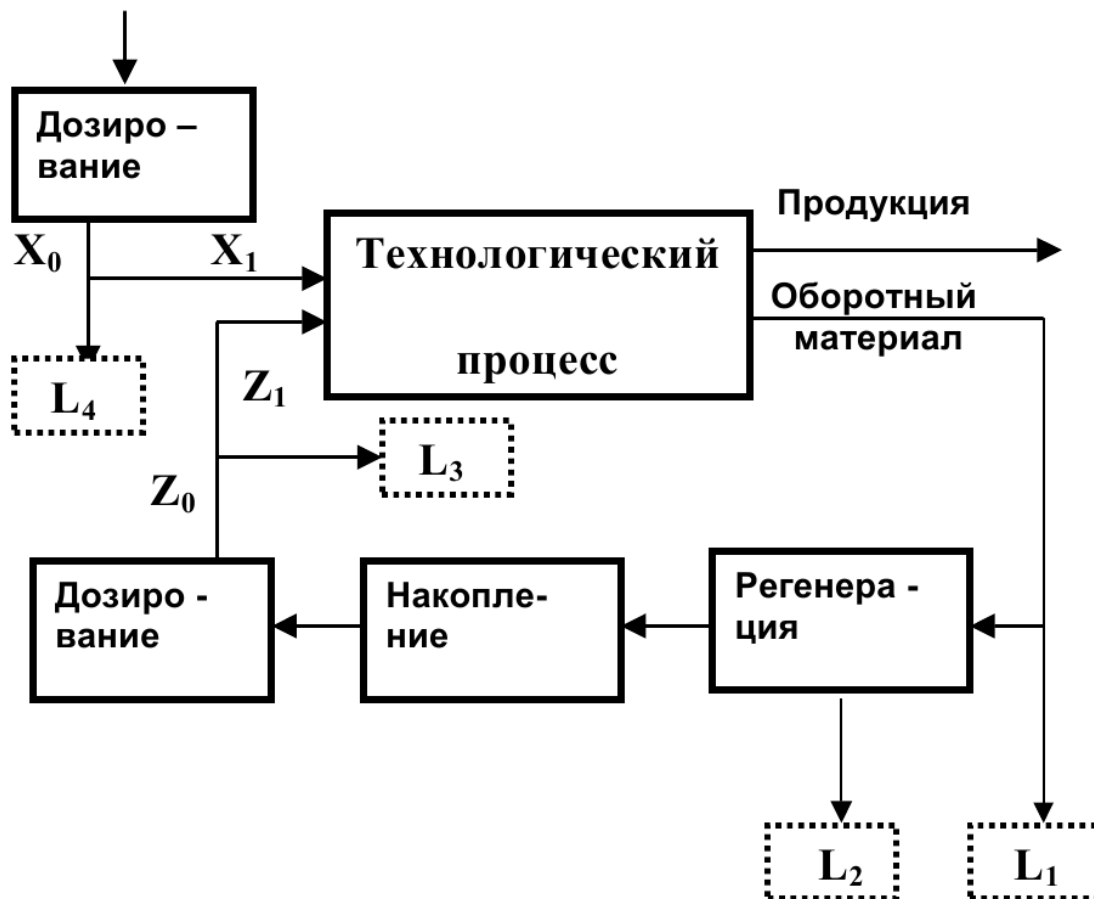 Дозиро –
вание
X₀
X₁
Технологический
процесс
Продукция
Оборотный
материал
L₄
Z₁
L₃
Z₀
Дозиро -
вание
Накопле-
ние
Регенера -
ция
L₂
L₁